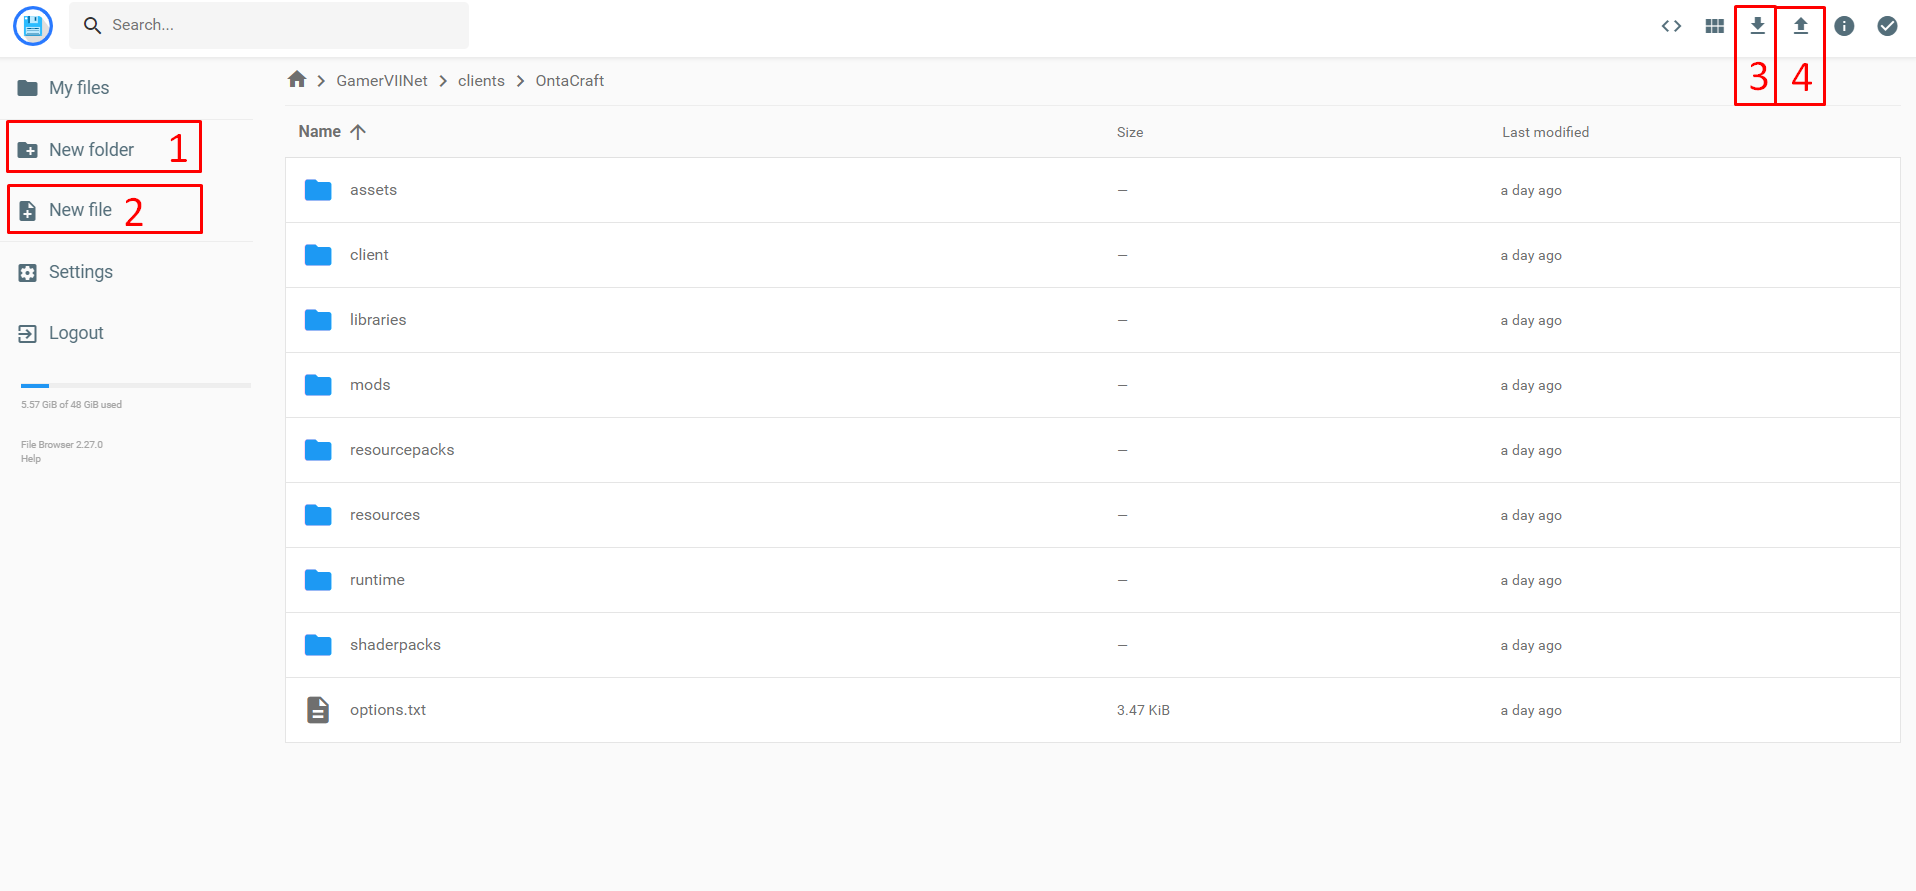 Search...
3 4
My files
New folder 1
New file 2
Settings
Logout
5.57 GiB of 48 GiB used
File Browser 2.27.0
Help
GamerVIINet clients OntaCraft
Name Size Last modified
assets — a day ago
client — a day ago
libraries — a day ago
mods — a day ago
resourcepacks — a day ago
resources — a day ago
runtime — a day ago
shaderpacks — a day ago
options.txt 3.47 KiB a day ago